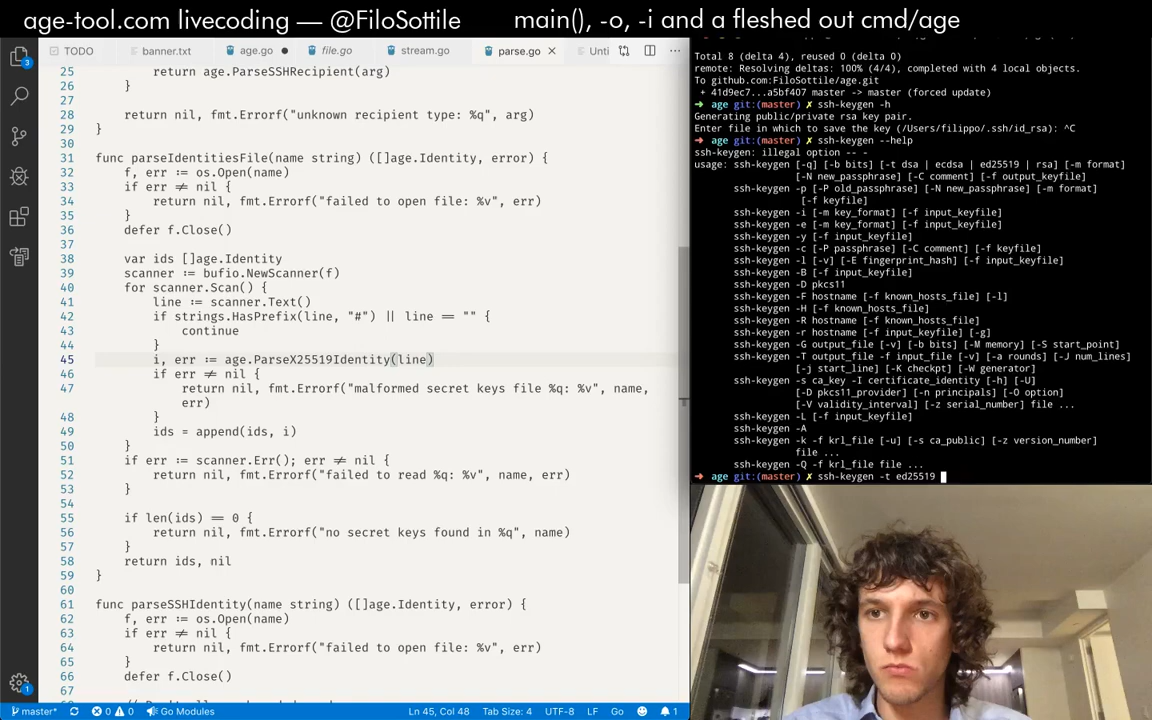 age-tool.com livecoding — @FiloSottile
main(), -o, -i and a fleshed out cmd/age
TODO
banner.txt
age.go
file.go
stream.go
parse.go
Unti
3
25 return age.ParseSSHRecipient(arg)
26 }
27
28 return nil, fmt.Errorf("unknown recipient type: %q", arg)
29 }
30
31 func parseIdentitiesFile(name string) ([]age.Identity, error) {
32 f, err := os.Open(name)
33 if err ≠ nil {
34 return nil, fmt.Errorf("failed to open file: %v", err)
35 }
36 defer f.Close()
37
38 var ids []age.Identity
39 scanner := bufio.NewScanner(f)
40 for scanner.Scan() {
41 line := scanner.Text()
42 if strings.HasPrefix(line, "#") || line == "" {
43 continue
44 }
45 i, err := age.ParseX25519Identity(line)
46 if err ≠ nil {
47 return nil, fmt.Errorf("malformed secret keys file %q: %v", name,
err)
48 }
49 ids = append(ids, i)
50 }
51 if err := scanner.Err(); err ≠ nil {
52 return nil, fmt.Errorf("failed to read %q: %v", name, err)
53 }
54
55 if len(ids) == 0 {
56 return nil, fmt.Errorf("no secret keys found in %q", name)
57 }
58 return ids, nil
59 }
60
61 func parseSSHIdentity(name string) ([]age.Identity, error) {
62 f, err := os.Open(name)
63 if err ≠ nil {
64 return nil, fmt.Errorf("failed to open file: %v", err)
65 }
66 defer f.Close()
67
1
master*
0 0
Go Modules
Ln 45, Col 48
Tab Size: 4
UTF-8
LF
Go
1
Total 8 (delta 4), reused 0 (delta 0)
remote: Resolving deltas: 100% (4/4), completed with 4 local objects.
To github.com:FiloSottile/age.git
+ 41d9ec7...a5bf407 master -> master (forced update)
➜ age git:(master) ✗ ssh-keygen -h
Generating public/private rsa key pair.
Enter file in which to save the key (/Users/filippo/.ssh/id_rsa): ^C
➜ age git:(master) ✗ ssh-keygen --help
ssh-keygen: illegal option -- -
usage: ssh-keygen [-q] [-b bits] [-t dsa | ecdsa | ed25519 | rsa] [-m format]
[-N new_passphrase] [-C comment] [-f output_keyfile]
ssh-keygen -p [-P old_passphrase] [-N new_passphrase] [-m format]
[-f keyfile]
ssh-keygen -i [-m key_format] [-f input_keyfile]
ssh-keygen -e [-m key_format] [-f input_keyfile]
ssh-keygen -y [-f input_keyfile]
ssh-keygen -c [-P passphrase] [-C comment] [-f keyfile]
ssh-keygen -l [-v] [-E fingerprint_hash] [-f input_keyfile]
ssh-keygen -B [-f input_keyfile]
ssh-keygen -D pkcs11
ssh-keygen -F hostname [-f known_hosts_file] [-l]
ssh-keygen -H [-f known_hosts_file]
ssh-keygen -R hostname [-f known_hosts_file]
ssh-keygen -r hostname [-f input_keyfile] [-g]
ssh-keygen -G output_file [-v] [-b bits] [-M memory] [-S start_point]
ssh-keygen -T output_file -f input_file [-v] [-a rounds] [-J num_lines]
[-j start_line] [-K checkpt] [-W generator]
ssh-keygen -s ca_key -I certificate_identity [-h] [-U]
[-D pkcs11_provider] [-n principals] [-O option]
[-V validity_interval] [-z serial_number] file ...
ssh-keygen -L [-f input_keyfile]
ssh-keygen -A
ssh-keygen -k -f krl_file [-u] [-s ca_public] [-z version_number]
file ...
ssh-keygen -Q -f krl_file file ...
➜ age git:(master) ✗ ssh-keygen -t ed25519